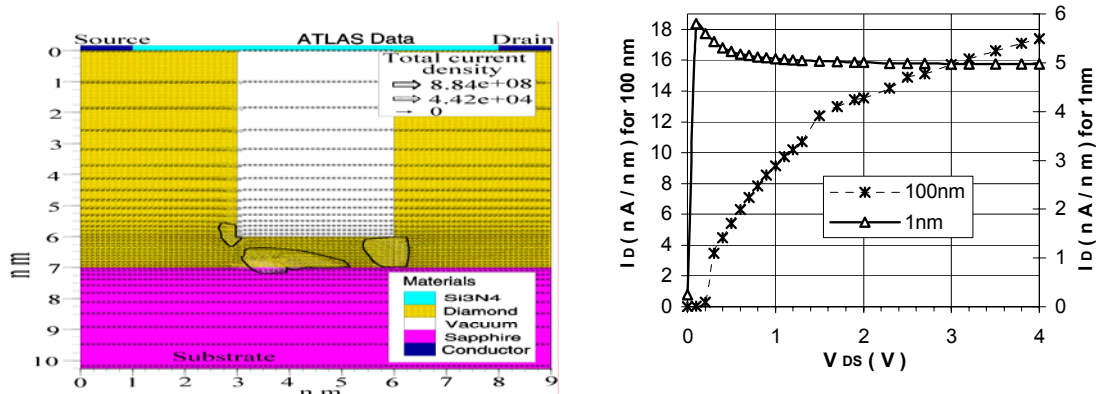 Source ATLAS Data Drain
Total current
density
8.84e+08
4.42e+04
0
0
1
2
3
4
5
6
7
8
9
10
nm
Materials
Si3N4
Diamond
Vacuum
Sapphire
Conductor
Substrate
0 1 2 3 4 5 6 7 8 9
nm
I D ( n A / n m ) for 100 nm
18
16
14
12
10
8
6
4
2
0
100nm
1nm
6
5
4
3
2
1
0
I D ( n A / n m ) for 1nm
0 1 2 3 4
V DS ( V )